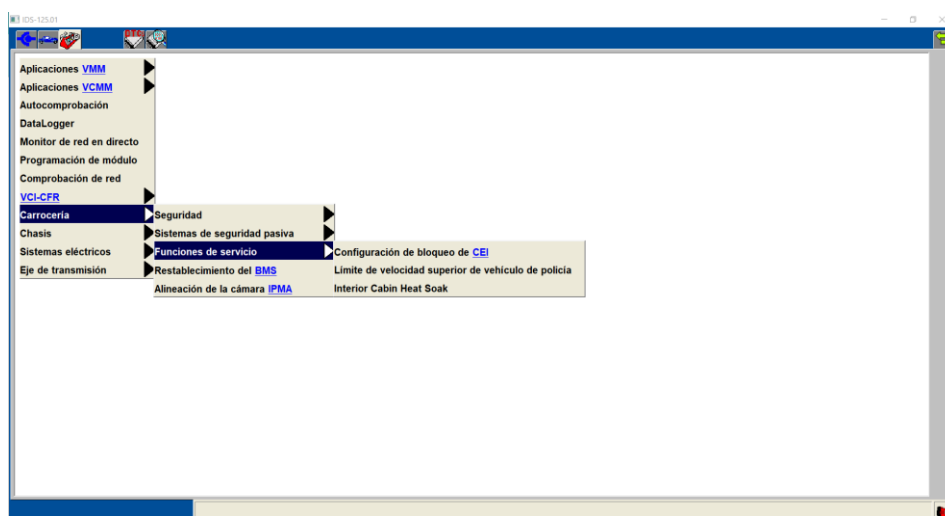 IDS-125.01
DTC
Aplicaciones VMM
Aplicaciones VCMM
Autocomprobación
DataLogger
Monitor de red en directo
Programación de módulo
Comprobación de red
VCI-CFR
Carrocería
Chasis
Sistemas eléctricos
Eje de transmisión
Seguridad
Sistemas de seguridad pasiva
Funciones de servicio
Restablecimiento del BMS
Alineación de la cámara IPMA
Configuración de bloqueo de CEI
Límite de velocidad superior de vehículo de policía
Interior Cabin Heat Soak